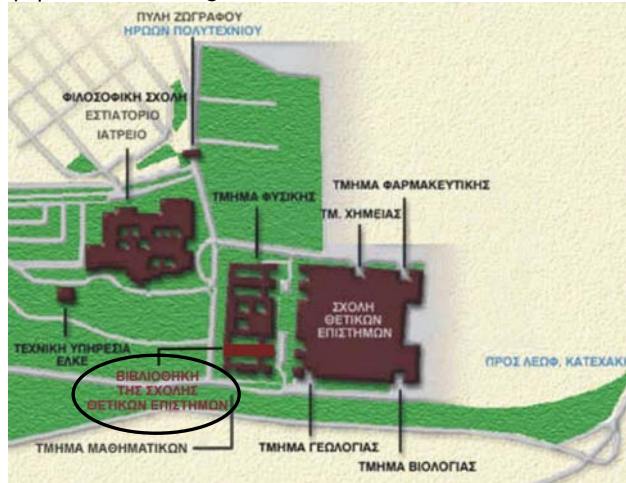 ΠΥΛΗ ΖΩΓΡΑΦΟΥ
ΗΡΩΩΝ ΠΟΛΥΤΕΧΝΙΟΥ
ΦΙΛΟΣΟΦΙΚΗ ΣΧΟΛΗ
ΕΣΤΙΑΤΟΡΙΟ
ΙΑΤΡΕΙΟ
ΤΜΗΜΑ ΦΑΡΜΑΚΕΥΤΙΚΗΣ
ΤΜΗΜΑ ΦΥΣΙΚΗΣ
ΤΜ. ΧΗΜΕΙΑΣ
ΣΧΟΛΗ
ΘΕΤΙΚΩΝ
ΕΠΙΣΤΗΜΩΝ
ΤΕΧΝΙΚΗ ΥΠΗΡΕΣΙΑ
ΕΛΚΕ
ΠΡΟΣ ΛΕΩΦ. ΚΑΤΕΧΑΚΗ
ΒΙΒΛΙΟΘΗΚΗ
ΤΗΣ ΣΧΟΛΗΣ
ΘΕΤΙΚΩΝ ΕΠΙΣΤΗΜΩΝ
ΤΜΗΜΑ ΜΑΘΗΜΑΤΙΚΩΝ
ΤΜΗΜΑ ΓΕΩΛΟΓΙΑΣ
ΤΜΗΜΑ ΒΙΟΛΟΓΙΑΣ